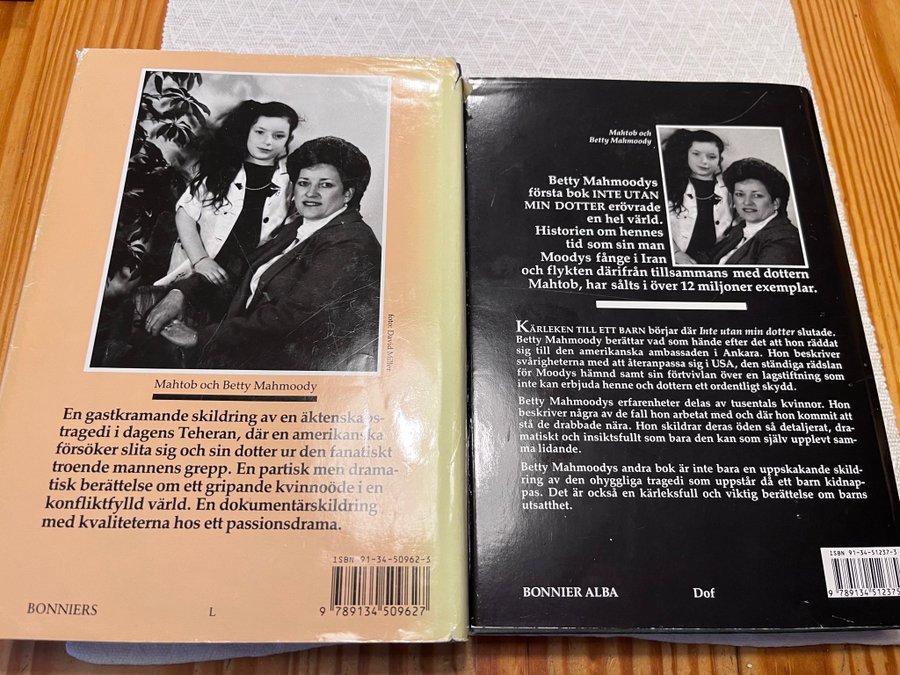 foto: David Miller
Mahtob och Betty Mahmoody
En gastkramande skildring av en äktenskaps-
tragedi i dagens Teheran, där en amerikanska
försöker slita sig och sin dotter ur den fanatiskt
troende mannens grepp. En partisk men drama-
tisk berättelse om ett gripande kvinnoöde i en
konfliktfylld värld. En dokumentärskildring
med kvaliteterna hos ett passionsdrama.
ISBN 91-34-50962-3
9 789134 509627
BONNIERS
L
Mahtob och
Betty Mahmoody
Betty Mahmoodys
första bok INTE UTAN
MIN DOTTER erövrade
en hel värld.
Historien om hennes
tid som sin man
Moodys fånge i Iran
och flykten därifrån tillsammans med dottern
Mahtob, har sålts i över 12 miljoner exemplar.
KÄRLEKEN TILL ETT BARN börjar där Inte utan min dotter slutade.
Betty Mahmoody berättar vad som hände efter det att hon räddat
sig till den amerikanska ambassaden i Ankara. Hon beskriver
svårigheterna med att återanpassa sig i USA, den ständiga rädslan
för Moodys hämnd samt sin förtvivlan över en lagstiftning som
inte kan erbjuda henne och dottern ett ordentligt skydd.
Betty Mahmoodys erfarenheter delas av tusentals kvinnor. Hon
beskriver några av de fall hon arbetat med och där hon kommit att
stå de drabbade nära. Hon skildrar deras öden så detaljerat, dra-
matiskt och insiktsfullt som bara den kan som själv upplevt sam-
ma lidande.
Betty Mahmoodys andra bok är inte bara en uppskakande skild-
ring av den ohyggliga tragedi som uppstår då ett barn kidnap-
pas. Det är också en kärleksfull och viktig berättelse om barns
utsatthet.
ISBN 91-34-51237-3
9 789134 512375
BONNIER ALBA
Dof